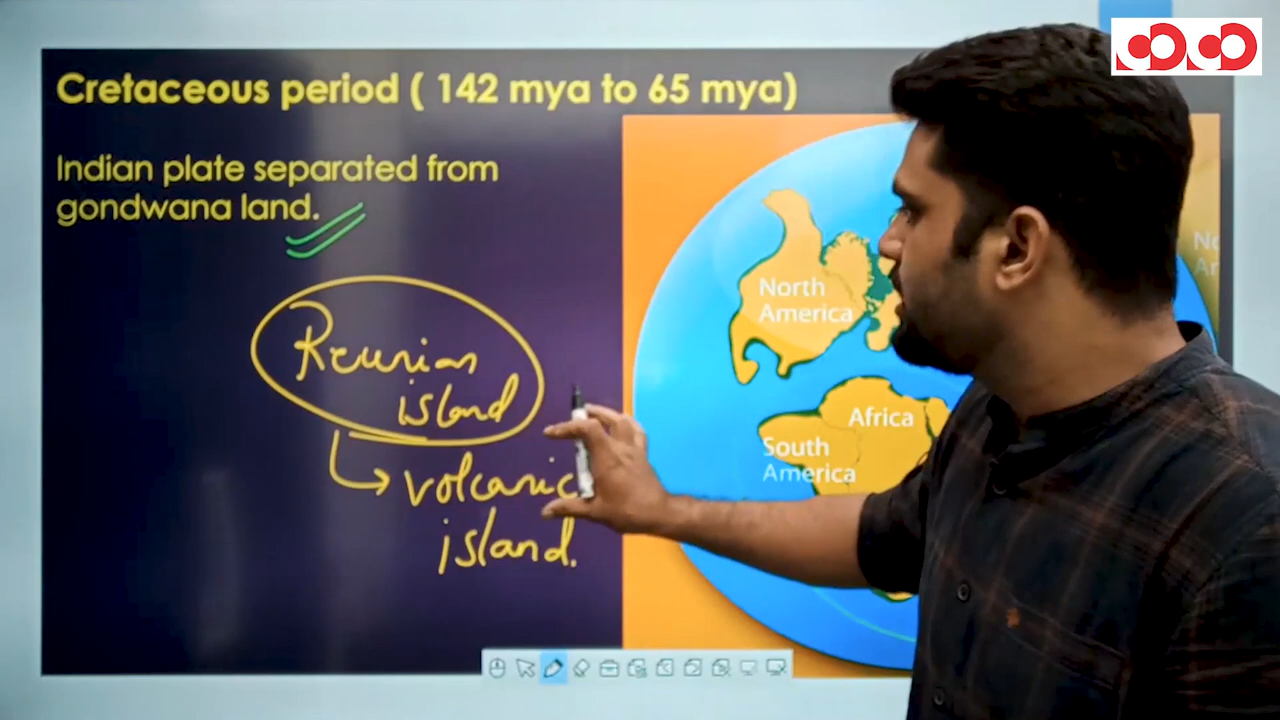 Cretaceous period ( 142 mya to 65 mya)
Indian plate separated from
gondwana land.
Reunian
island
volcanic
island.
North
America
Africa
South
America